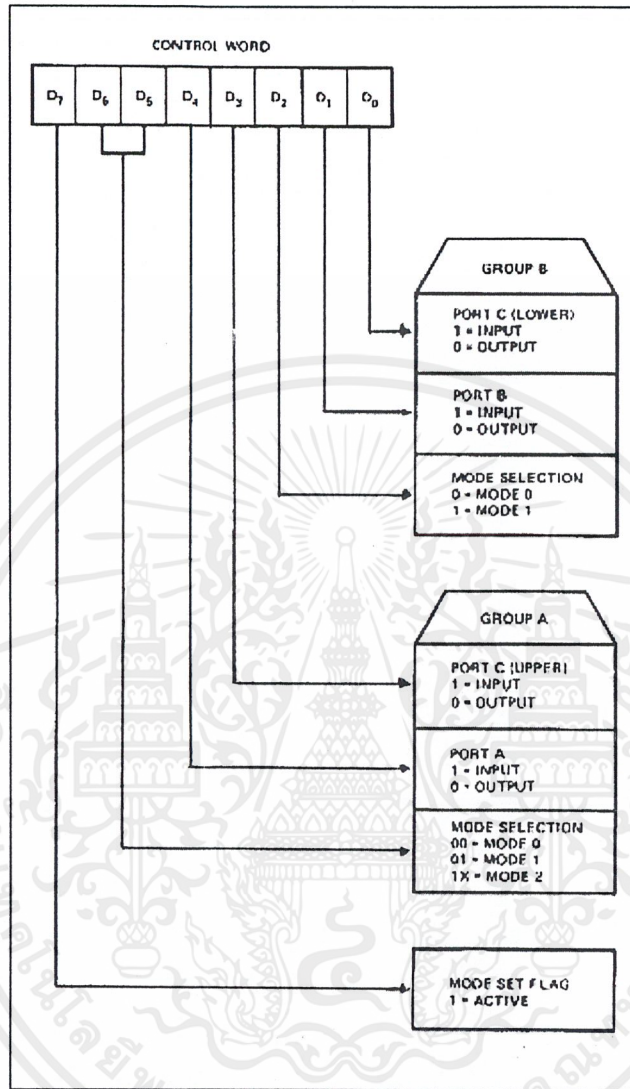 CONTROL WORD
D7 D6 D5 D4 D3 D2 D1 D0
GROUP B
PORT C (LOWER)
1 = INPUT
0 = OUTPUT
PORT B
1 = INPUT
0 = OUTPUT
MODE SELECTION
0 = MODE 0
1 = MODE 1
GROUP A
PORT C (UPPER)
1 = INPUT
0 = OUTPUT
PORT A
1 = INPUT
0 = OUTPUT
MODE SELECTION
00 = MODE 0
01 = MODE 1
1X = MODE 2
MODE SET FLAG
1 = ACTIVE